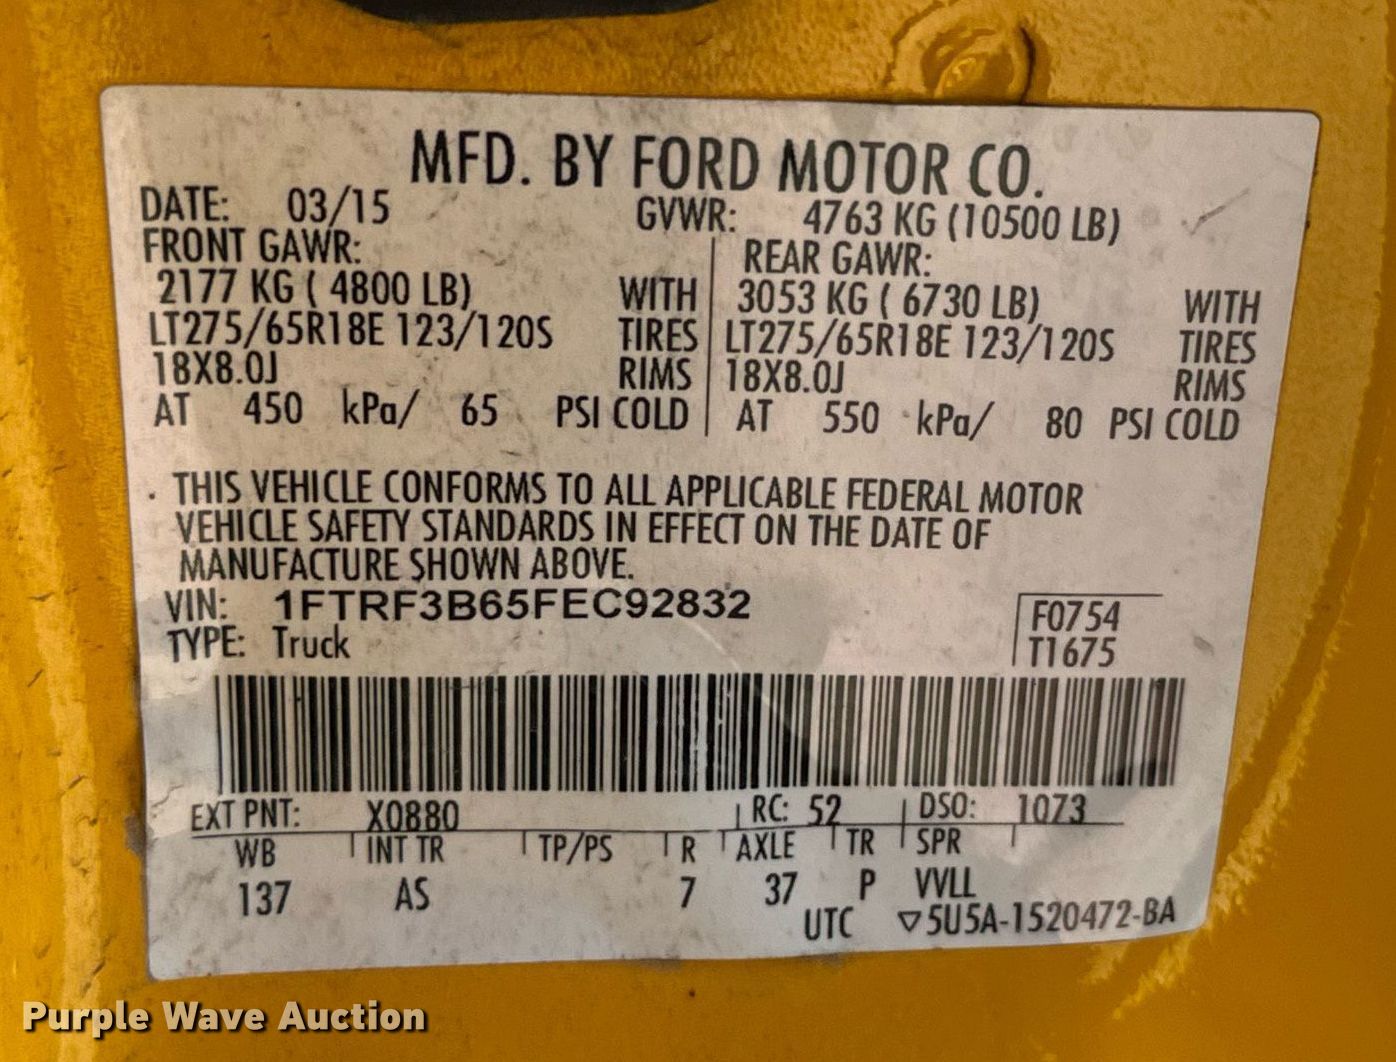 MFD. BY FORD MOTOR CO.
DATE: 03/15 GVWR: 4763 KG (10500 LB)
FRONT GAWR: REAR GAWR:
2177 KG ( 4800 LB) WITH 3053 KG ( 6730 LB) WITH
LT275/65R18E 123/120S TIRES LT275/65R18E 123/120S TIRES
18X8.0J RIMS 18X8.0J RIMS
AT 450 kPa/ 65 PSI COLD AT 550 kPa/ 80 PSI COLD
THIS VEHICLE CONFORMS TO ALL APPLICABLE FEDERAL MOTOR
VEHICLE SAFETY STANDARDS IN EFFECT ON THE DATE OF
MANUFACTURE SHOWN ABOVE.
VIN: 1FTRF3B65FEC92832 F0754
TYPE: Truck T1675
EXT PNT: X0880 RC: 52 DSO: 1073
WB INT TR TP/PS R AXLE TR SPR
137 AS 7 37 P VVLL
UTC ▽5U5A-1520472-BA
Purple Wave Auction